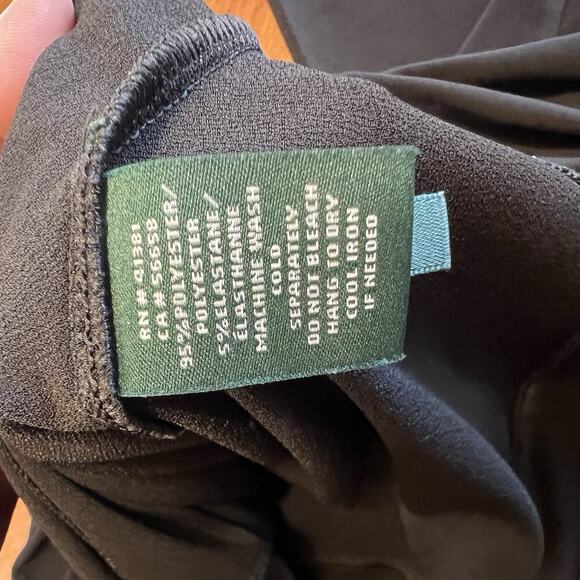 RN# 41381
CA# 56658
95%POLYESTER/
POLYESTER
5%ELASTANE/
ELASTHANNE
MACHINE WASH
COLD
SEPARATELY
DO NOT BLEACH
HANG TO DRY
COOL IRON
IF NEEDED